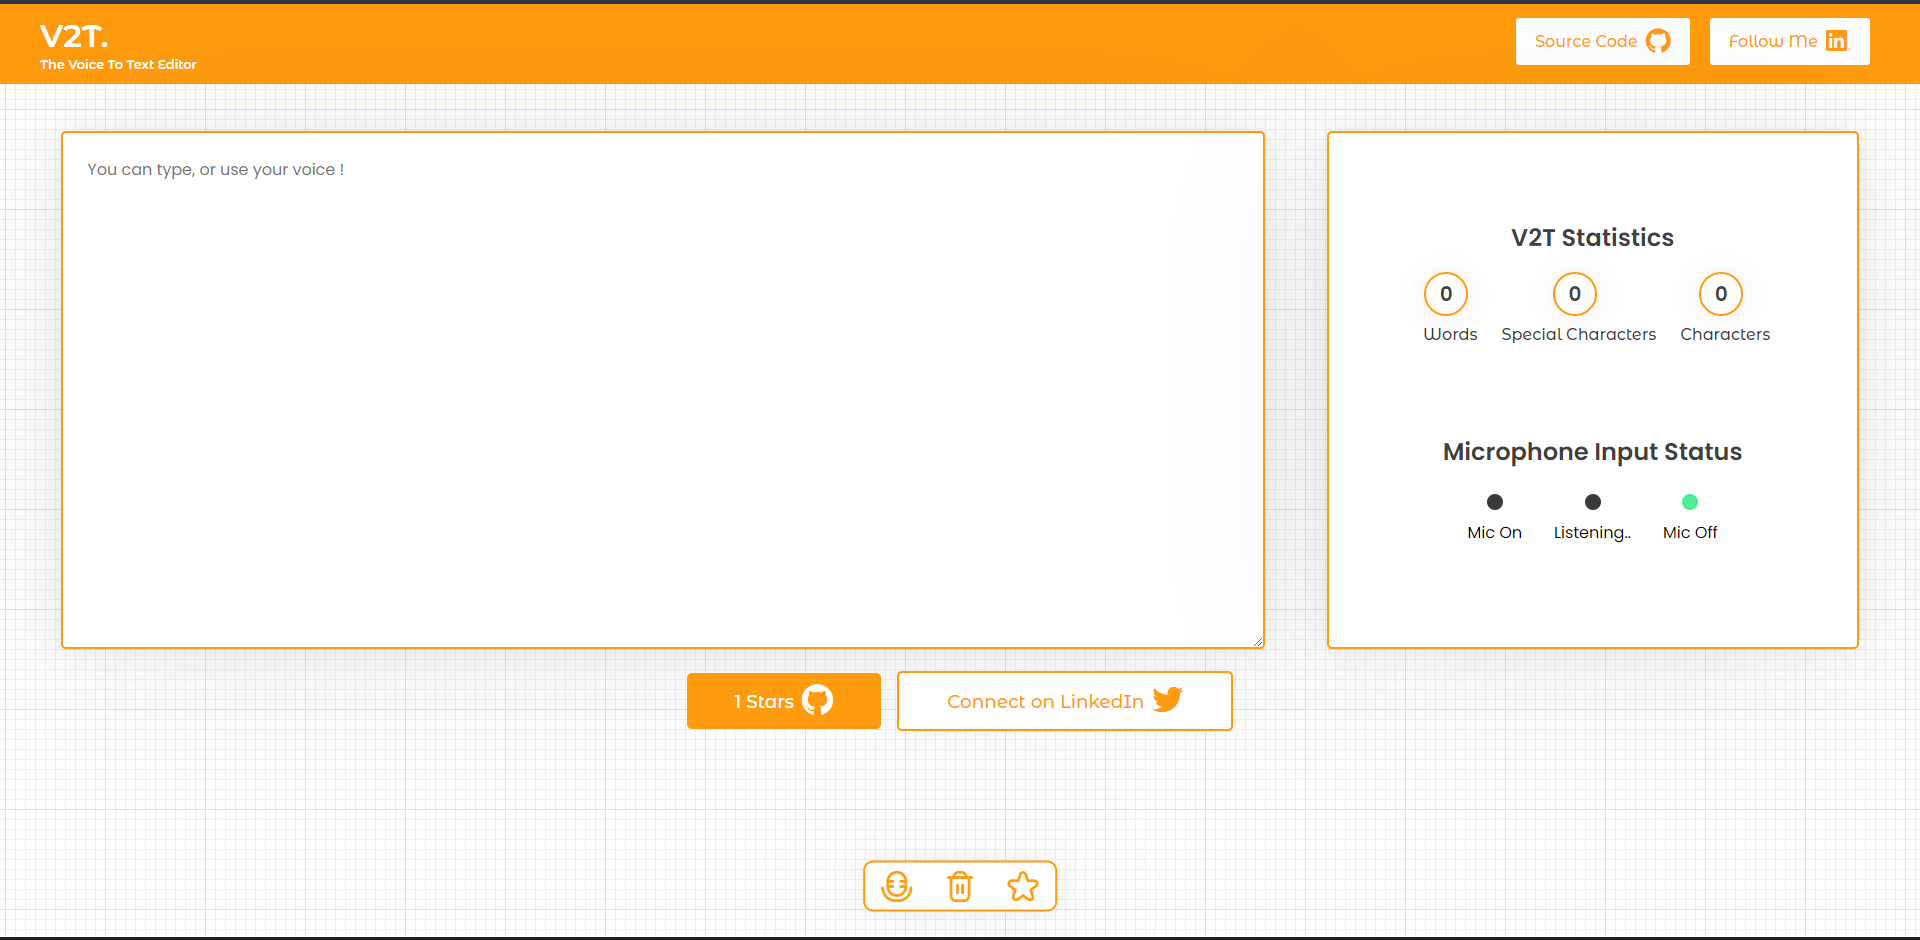 V2T.
The Voice To Text Editor
Source Code
Follow Me
You can type, or use your voice !
V2T Statistics
0 0 0
Words Special Characters Characters
Microphone Input Status
Mic On Listening.. Mic Off
1 Stars
Connect on LinkedIn